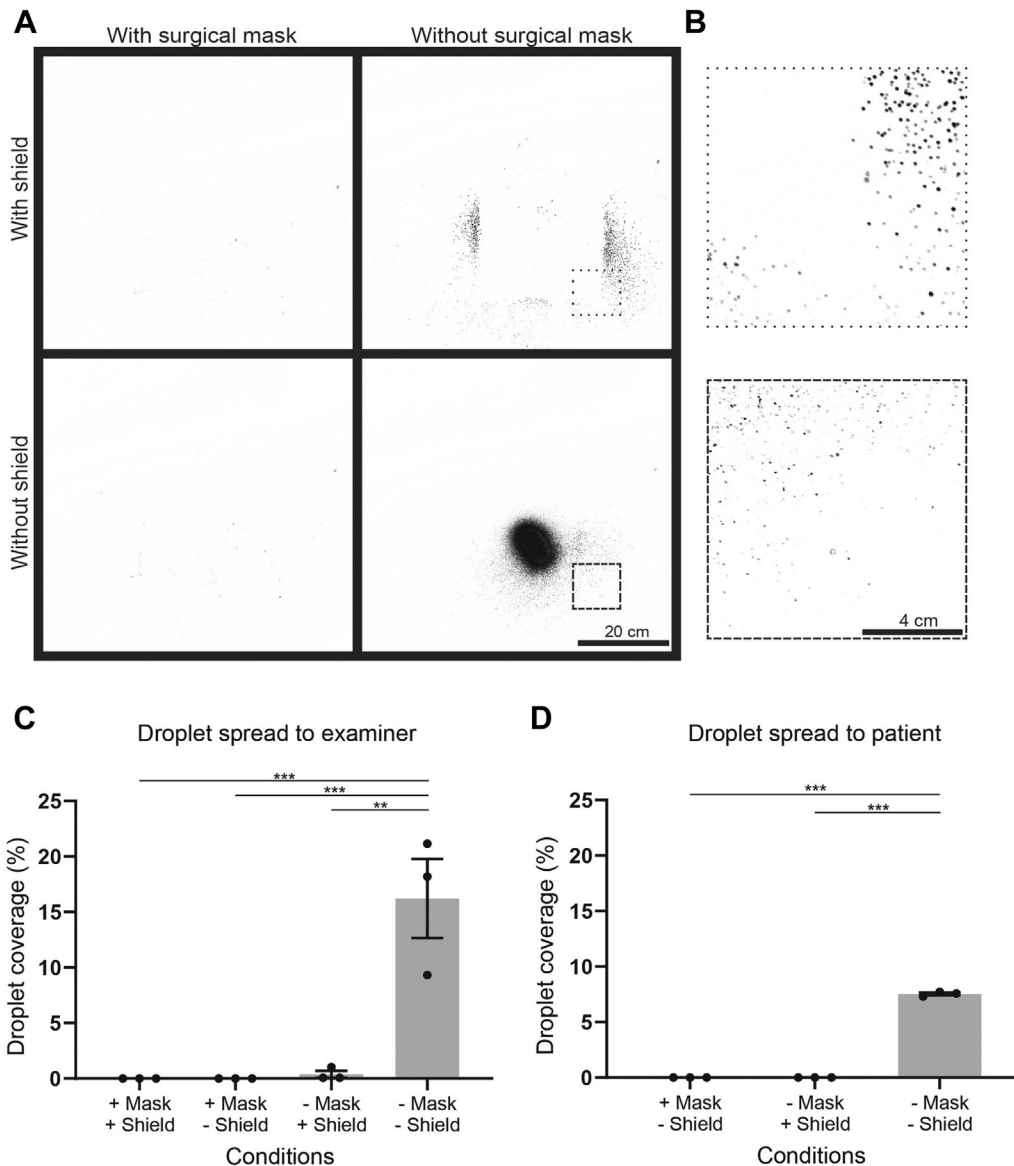 A
With surgical mask
Without surgical mask
B
With shield
Without shield
20 cm
4 cm
C
Droplet spread to examiner
***
***
**
25
20
15
10
5
0
Droplet coverage (%)
+ Mask + Mask - Mask - Mask
+ Shield - Shield + Shield - Shield
Conditions
D
Droplet spread to patient
***
***
25
20
15
10
5
0
Droplet coverage (%)
+ Mask - Mask - Mask
- Shield + Shield - Shield
Conditions